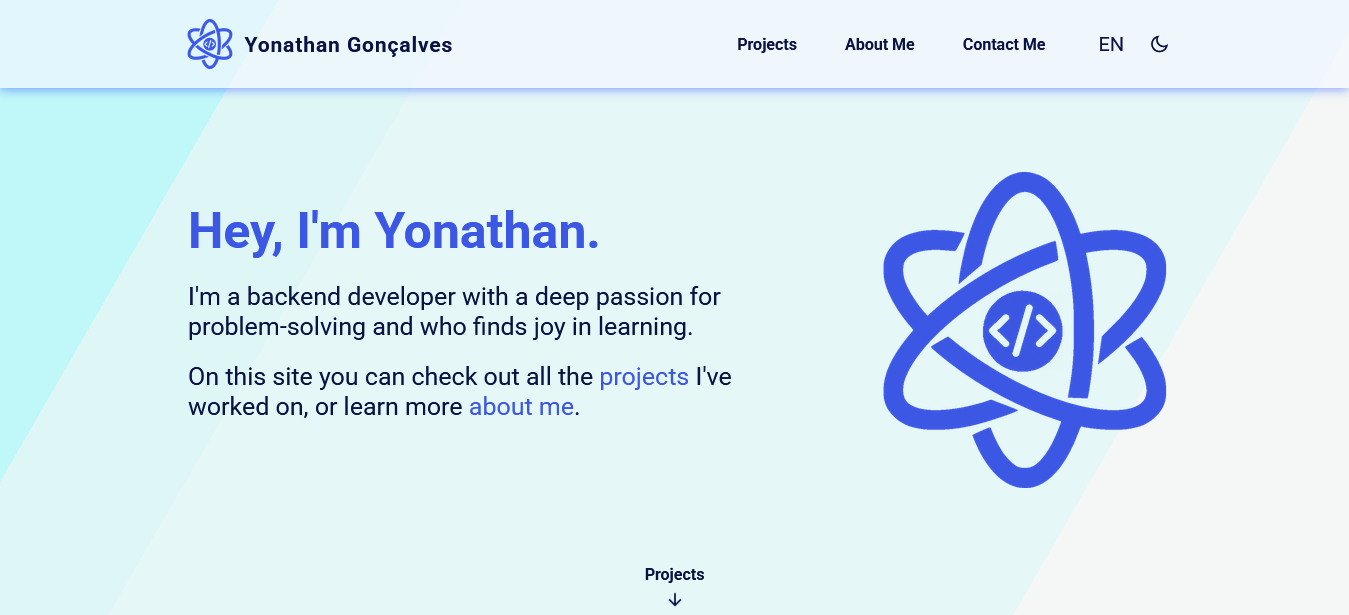 Yonathan Gonçalves
Projects
About Me
Contact Me
EN
Hey, I'm Yonathan.
I'm a backend developer with a deep passion for
problem-solving and who finds joy in learning.
On this site you can check out all the projects I've
worked on, or learn more about me.
</>
Projects